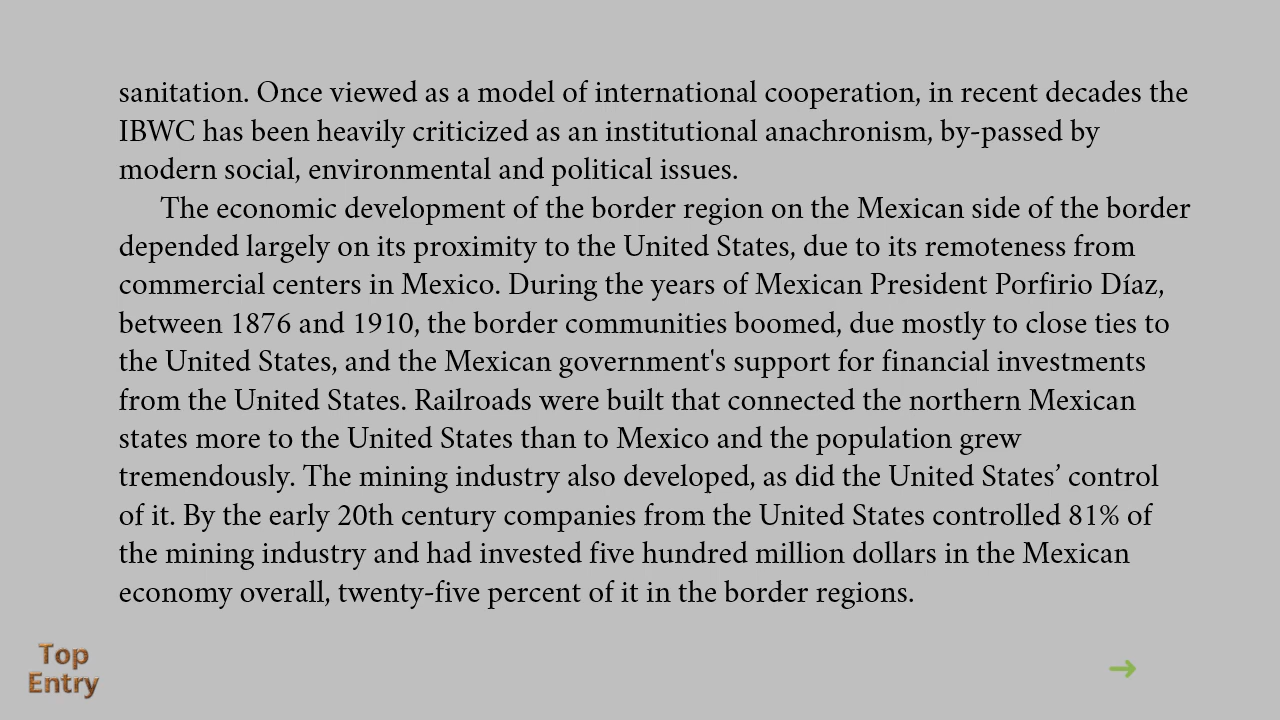 sanitation. Once viewed as a model of international cooperation, in recent decades the
IBWC has been heavily criticized as an institutional anachronism, by-passed by
modern social, environmental and political issues.
The economic development of the border region on the Mexican side of the border
depended largely on its proximity to the United States, due to its remoteness from
commercial centers in Mexico. During the years of Mexican President Porfirio Díaz,
between 1876 and 1910, the border communities boomed, due mostly to close ties to
the United States, and the Mexican government's support for financial investments
from the United States. Railroads were built that connected the northern Mexican
states more to the United States than to Mexico and the population grew
tremendously. The mining industry also developed, as did the United States’ control
of it. By the early 20th century companies from the United States controlled 81% of
the mining industry and had invested five hundred million dollars in the Mexican
economy overall, twenty-five percent of it in the border regions.
Top
Entry